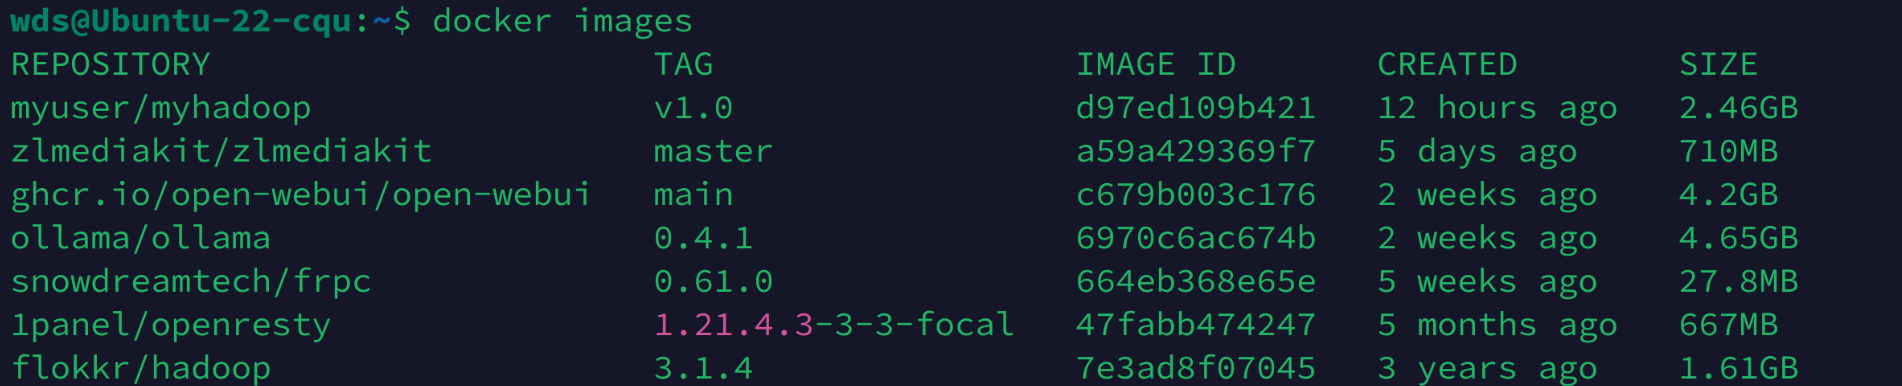 wds@Ubuntu-22-cqu:~$ docker images
REPOSITORY TAG IMAGE ID CREATED SIZE
myuser/myhadoop v1.0 d97ed109b421 12 hours ago 2.46GB
zlmediakit/zlmediakit master a59a429369f7 5 days ago 710MB
ghcr.io/open-webui/open-webui main c679b003c176 2 weeks ago 4.2GB
ollama/ollama 0.4.1 6970c6ac674b 2 weeks ago 4.65GB
snowdreamtech/frpc 0.61.0 664eb368e65e 5 weeks ago 27.8MB
1panel/openresty 1.21.4.3-3-3-focal 47fabb474247 5 months ago 667MB
flokkr/hadoop 3.1.4 7e3ad8f07045 3 years ago 1.61GB